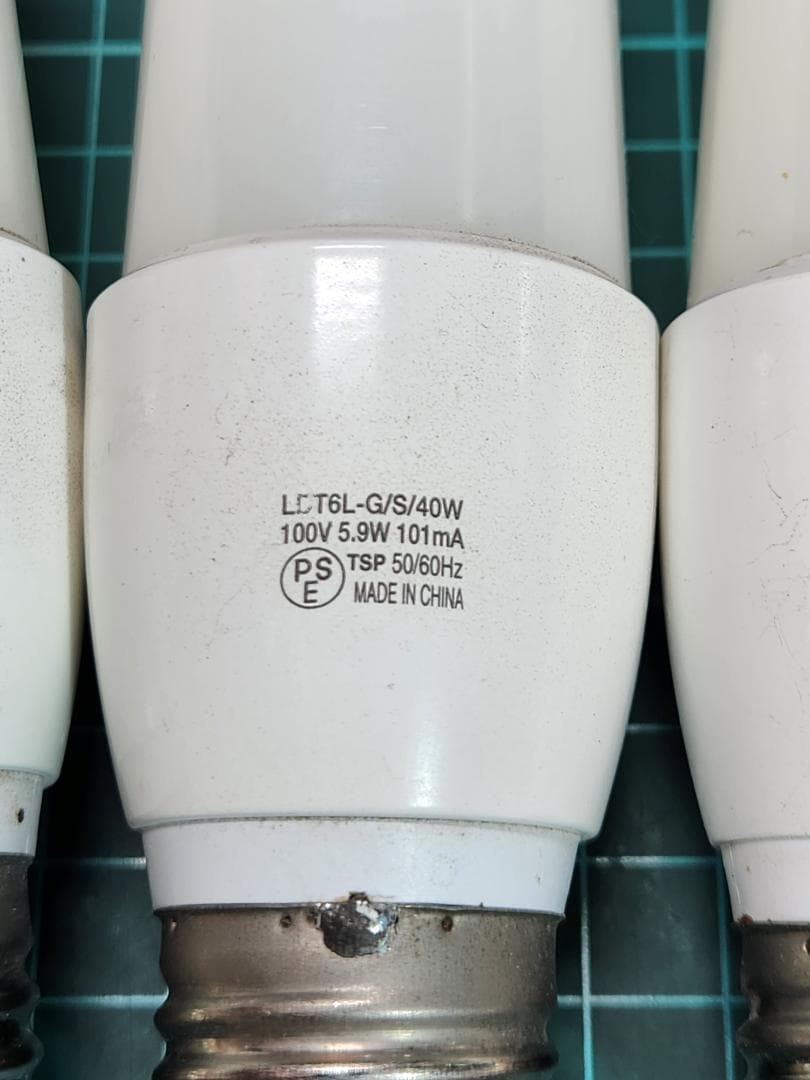 LDT6L-G/S/40W
100V 5.9W 101mA
PSE TSP 50/60Hz
MADE IN CHINA